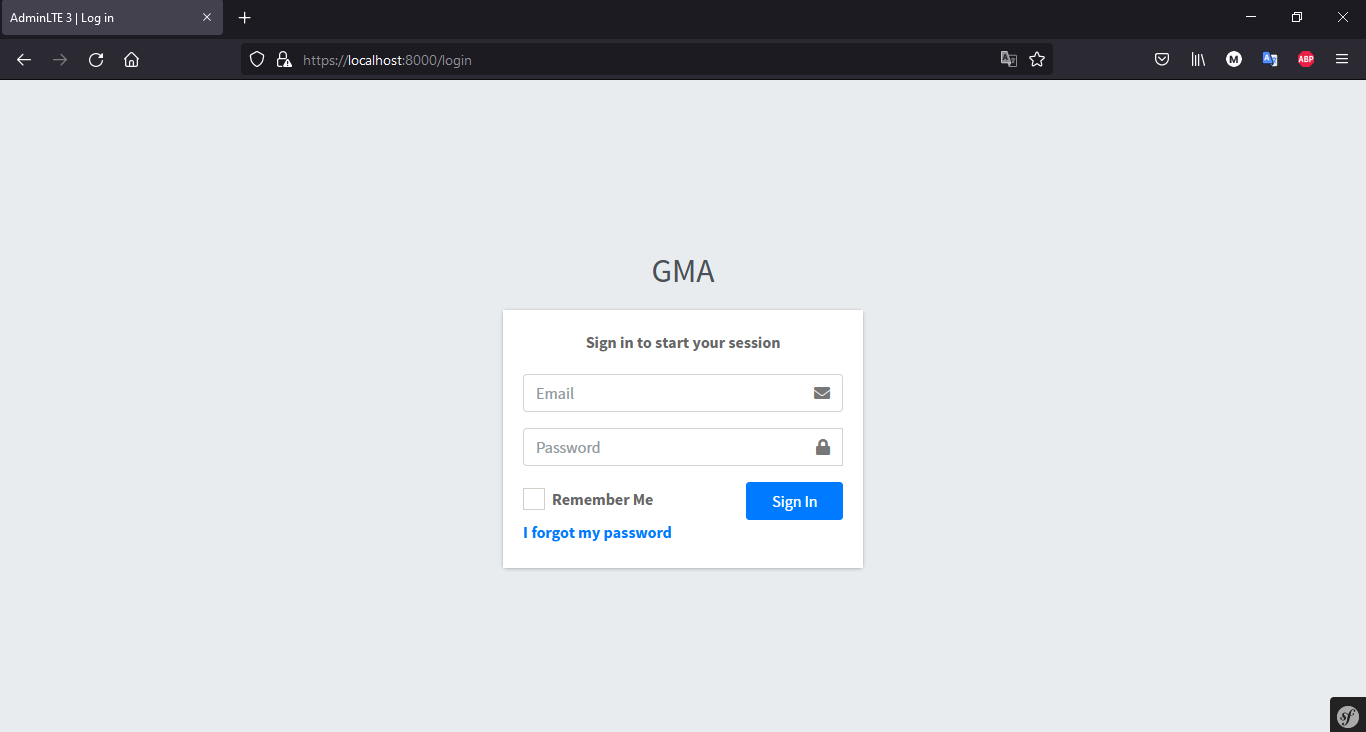 AdminLTE 3 | Log in
https://localhost:8000/login
M
ABP
GMA
Sign in to start your session
Email
Password
Remember Me
Sign In
I forgot my password
sf